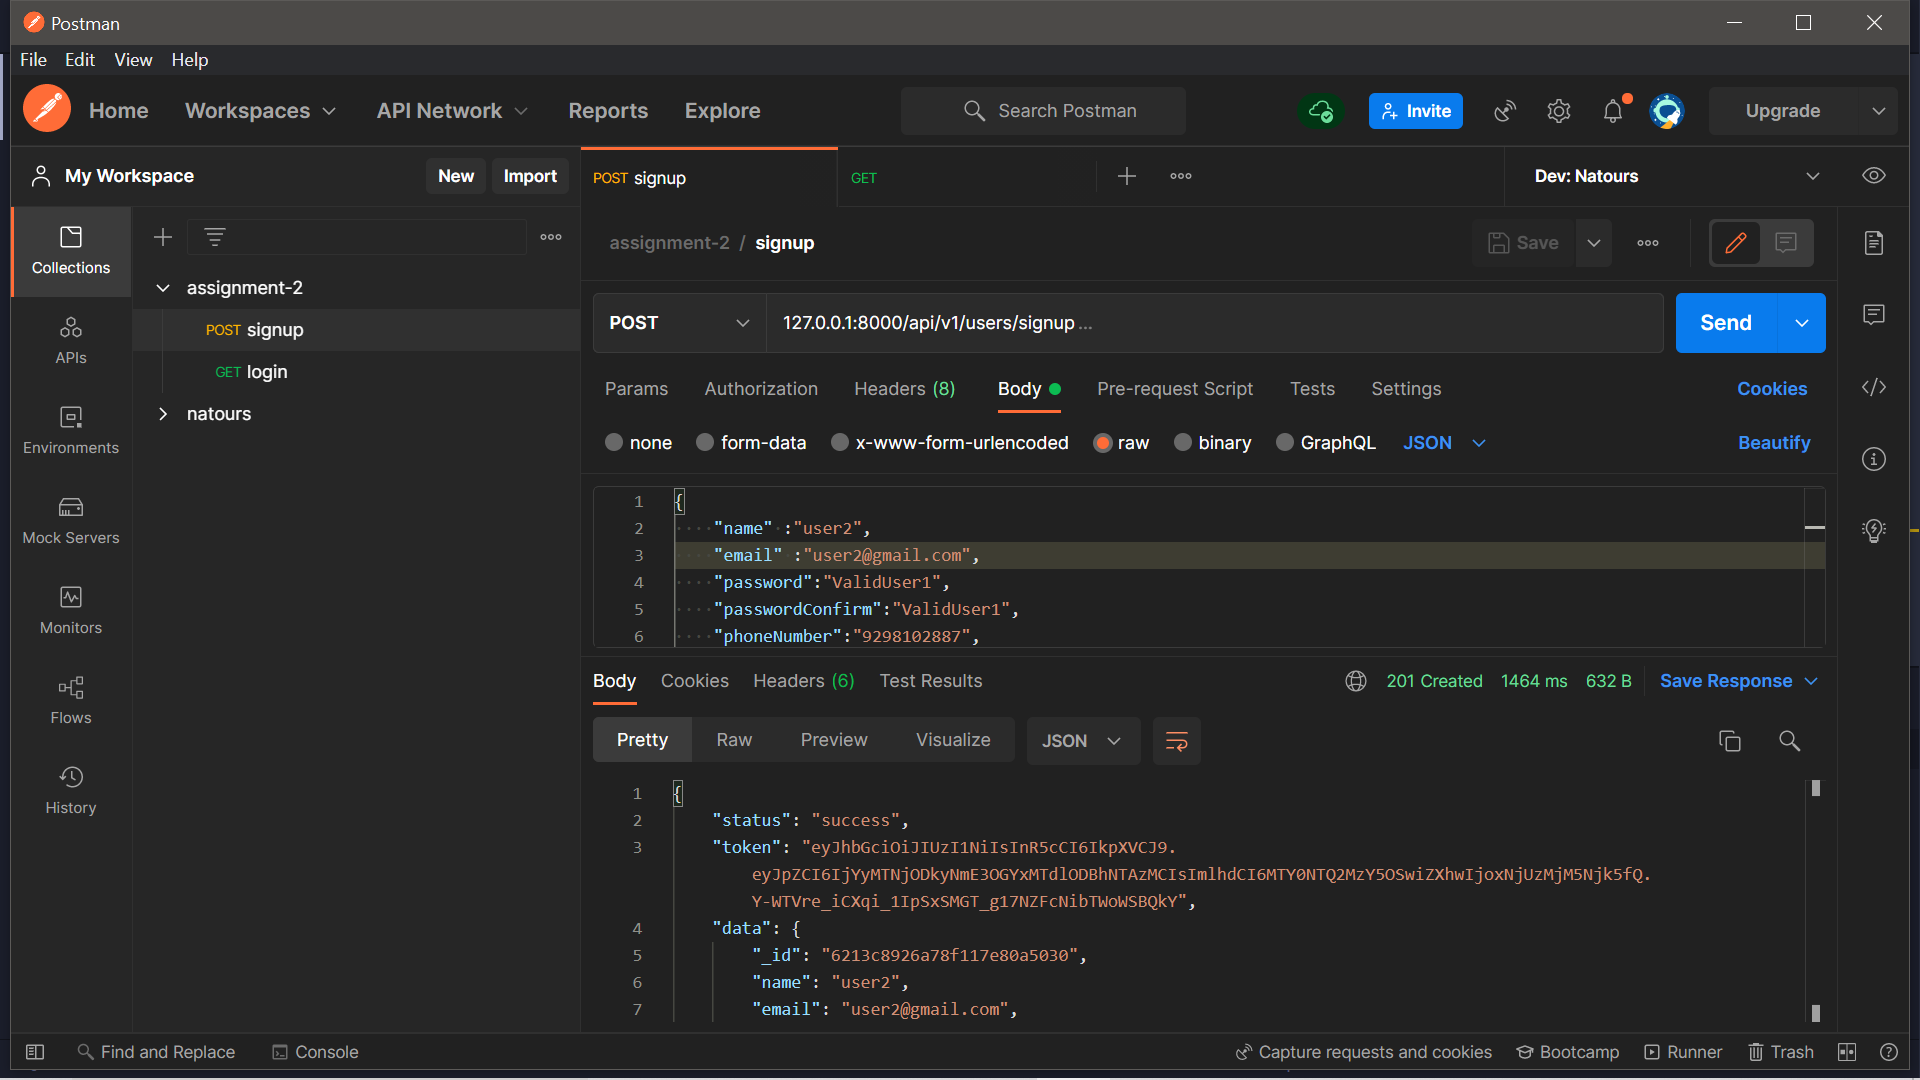 Postman
File Edit View Help
Home Workspaces API Network Reports Explore Search Postman Invite Upgrade
My Workspace New Import POST signup GET Dev: Natours
Collections
APIs
Environments
Mock Servers
Monitors
Flows
History
assignment-2
POST signup
GET login
natours
assignment-2 / signup Save
POST 127.0.0.1:8000/api/v1/users/signup ... Send
Params Authorization Headers (8) Body Pre-request Script Tests Settings Cookies
none form-data x-www-form-urlencoded raw binary GraphQL JSON Beautify
1 {
2 "name" :"user2",
3 "email" :"user2@gmail.com",
4 "password":"ValidUser1",
5 "passwordConfirm":"ValidUser1",
6 "phoneNumber":"9298102887",
Body Cookies Headers (6) Test Results 201 Created 1464 ms 632 B Save Response
Pretty Raw Preview Visualize JSON
1 {
2 "status": "success",
3 "token": "eyJhbGciOiJIUzI1NiIsInR5cCI6IkpXVCJ9.
eyJpZCI6IjYyMTNjODkyNmE3OGYxMTdlODBhNTAzMCIsImlhdCI6MTY0NTQ2MzY5OSwiZXhwIjoxNjUzMjM5Njk5fQ.
Y-WTVre_iCXqi_1IpSxSMGT_g17NZFcNibTWoWSBQkY",
4 "data": {
5 "_id": "6213c8926a78f117e80a5030",
6 "name": "user2",
7 "email": "user2@gmail.com",
Find and Replace Console Capture requests and cookies Bootcamp Runner Trash